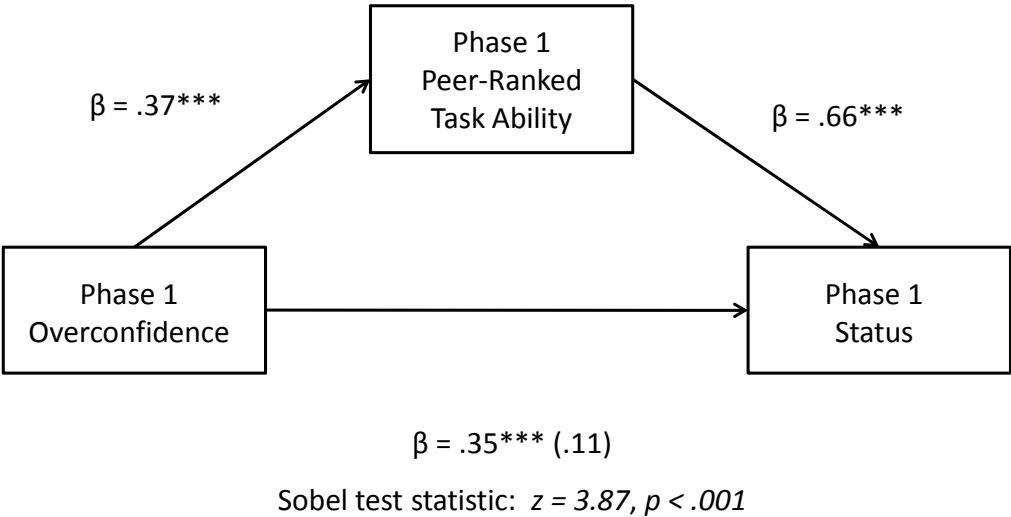 Phase 1
Peer-Ranked
Task Ability
β = .37***
β = .66***
Phase 1
Overconfidence
Phase 1
Status
β = .35*** (.11)
Sobel test statistic: z = 3.87, p < .001